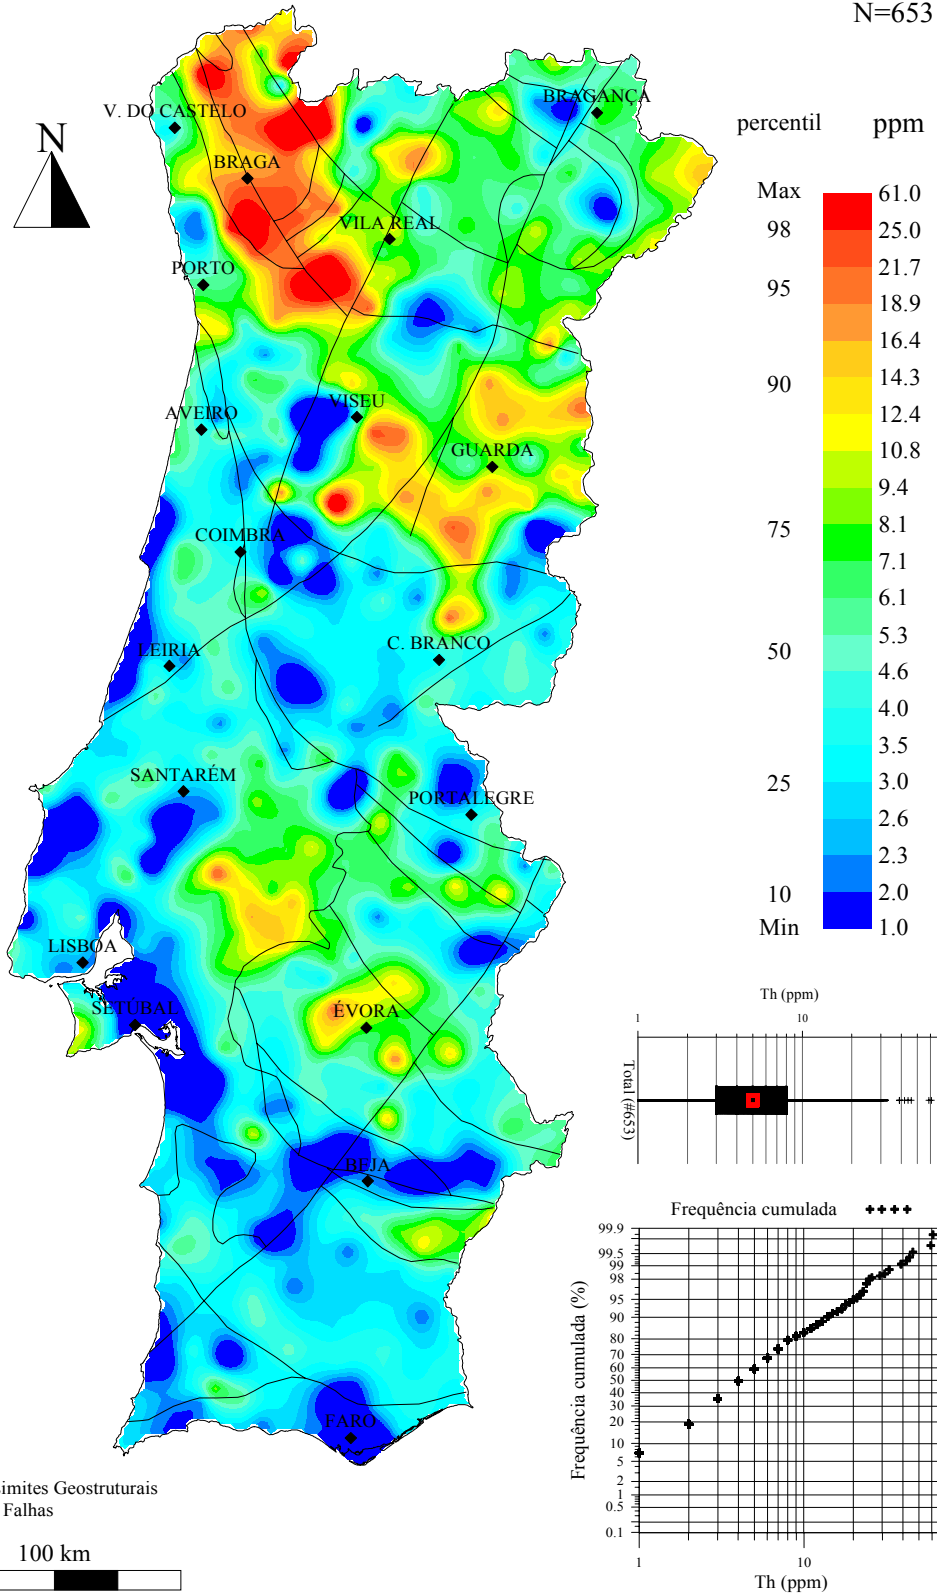 N=653
N
V. DO CASTELO
BRAGANÇA
BRAGA
VILA REAL
PORTO
AVEIRO
VISEU
GUARDA
COIMBRA
LEIRIA
C. BRANCO
SANTARÉM
PORTALEGRE
LISBOA
SETÚBAL
ÉVORA
BEJA
FARO
percentil ppm
Max 61.0
98 25.0
21.7
95 18.9
16.4
14.3
90 12.4
10.8
9.4
8.1
75 7.1
6.1
5.3
50 4.6
4.0
3.5
25 3.0
2.6
2.3
10 2.0
Min 1.0
Th (ppm)
1 10
Total (#653)
1
Frequência cumulada
Frequência cumulada (%)
99.9
99.5
99
98
95
90
80
70
60
50
40
30
20
10
5
2
1
0.5
0.1
1 10
Th (ppm)
imites Geostruturais
Falhas
100 km